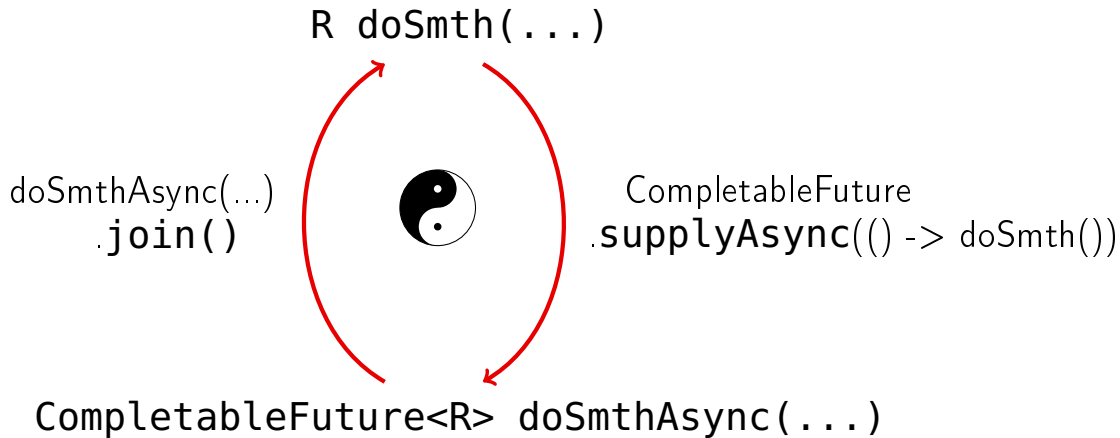 R doSmth(...)
doSmthAsync(...)
.join()
CompletableFuture
.supplyAsync(() -> doSmth())
CompletableFuture<R> doSmthAsync(...)